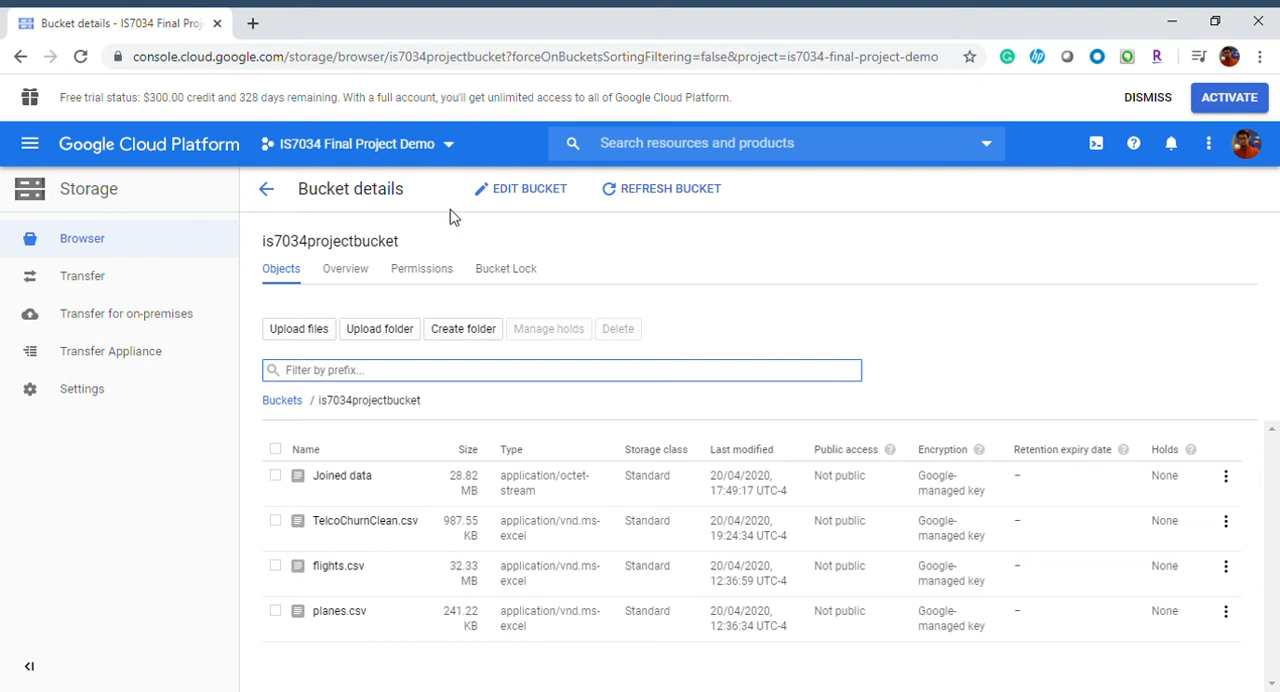 Bucket details - IS7034 Final Proj
console.cloud.google.com/storage/browser/is7034projectbucket?forceOnBucketsSortingFiltering=false&project=is7034-final-project-demo
Free trial status: $300.00 credit and 328 days remaining. With a full account, you'll get unlimited access to all of Google Cloud Platform.
DISMISS
ACTIVATE
Google Cloud Platform
IS7034 Final Project Demo
Search resources and products
Storage
Bucket details
EDIT BUCKET
REFRESH BUCKET
Browser
Transfer
Transfer for on-premises
Transfer Appliance
Settings
is7034projectbucket
Objects Overview Permissions Bucket Lock
Upload files Upload folder Create folder Manage holds Delete
Filter by prefix...
Buckets / is7034projectbucket
Name Size Type Storage class Last modified Public access Encryption Retention expiry date Holds
Joined data 28.82 application/octet- Standard 20/04/2020, Not public Google- – None
MB stream 17:49:17 UTC-4 managed key
TelcoChurnClean.csv 987.55 application/vnd.ms- Standard 20/04/2020, Not public Google- – None
KB excel 19:24:34 UTC-4 managed key
flights.csv 32.33 application/vnd.ms- Standard 20/04/2020, Not public Google- – None
MB excel 12:36:59 UTC-4 managed key
planes.csv 241.22 application/vnd.ms- Standard 20/04/2020, Not public Google- – None
KB excel 12:36:34 UTC-4 managed key